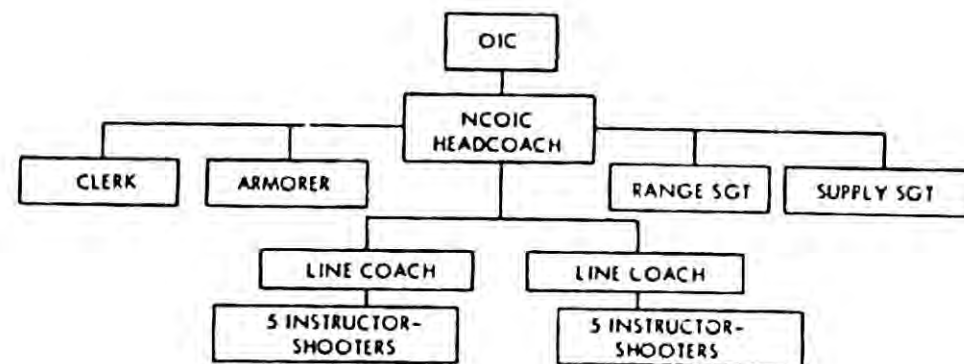 OIC
NCOIC
HEADCOACH
CLERK
ARMORER
RANGE SGT
SUPPLY SGT
LINE COACH
LINE COACH
5 INSTRUCTOR-
SHOOTERS
5 INSTRUCTOR-
SHOOTERS